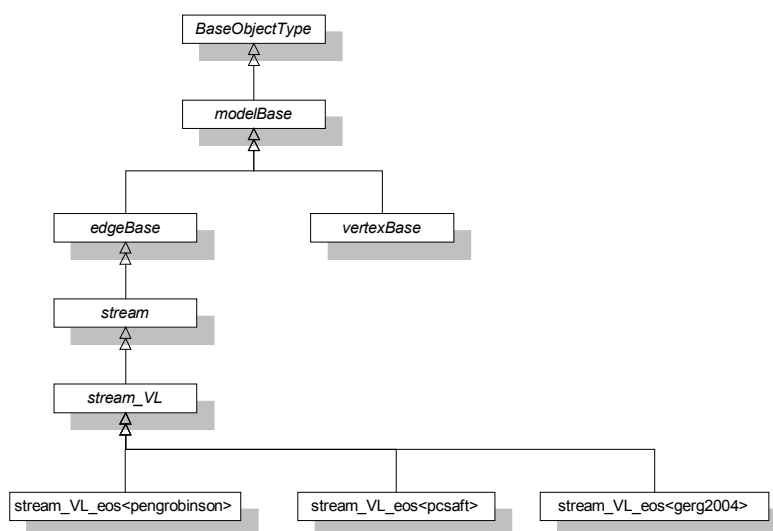 BaseObjectType
modelBase
edgeBase
vertexBase
stream
stream_VL
stream_VL_eos<pengrobinson>
stream_VL_eos<pcsaft>
stream_VL_eos<gerg2004>